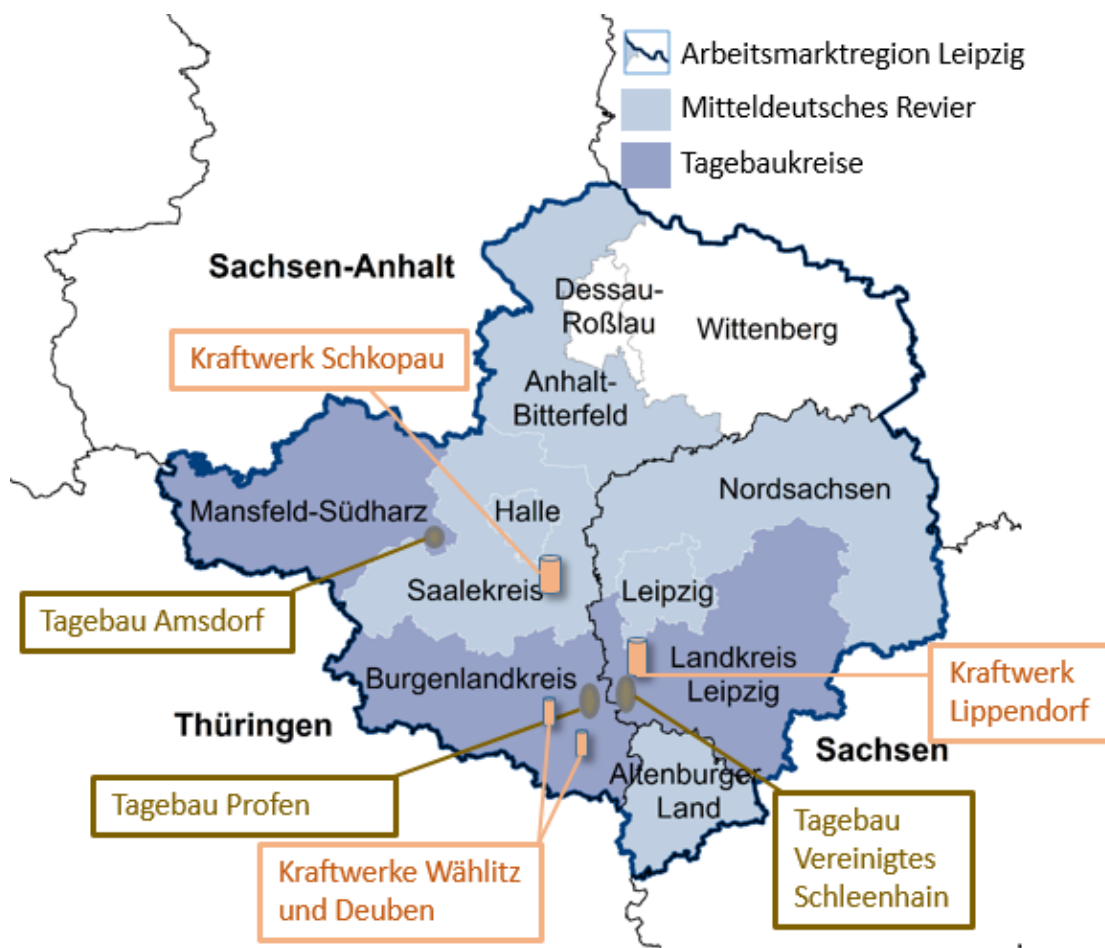 Arbeitsmarktregion Leipzig
Mitteldeutsches Revier
Tagebaukreise
Sachsen-Anhalt
Dessau-
Roßlau
Wittenberg
Kraftwerk Schkopau
Anhalt-
Bitterfeld
Nordsachsen
Mansfeld-Südharz
Halle
Saalekreis
Leipzig
Tagebau Amsdorf
Landkreis
Leipzig
Burgenlandkreis
Kraftwerk
Lippendorf
Thüringen
Sachsen
Altenburger
Land
Tagebau Profen
Tagebau
Vereinigtes
Schleenhain
Kraftwerke Wählitz
und Deuben